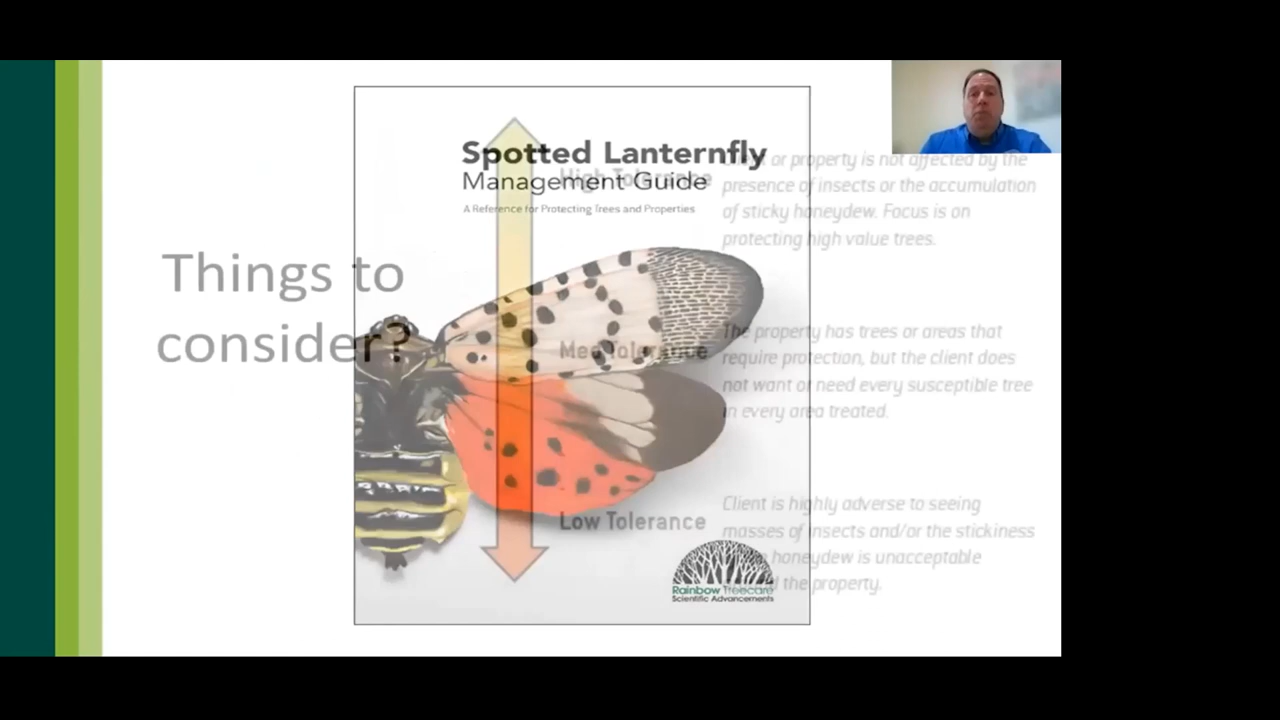 Spotted Lanternfly
Management Guide
A Reference for Protecting Trees and Properties
Things to
consider?
High Tolerance
or property is not affected by the
presence of insects or the accumulation
of sticky honeydew. Focus is on
protecting high value trees.
Med Tolerance
The property has trees or areas that
require protection, but the client does
not want or need every susceptible tree
in every area treated.
Low Tolerance
Client is highly adverse to seeing
masses of insects and/or the stickiness
honeydew is unacceptable
the property.
Rainbow Treecare
Scientific Advancements